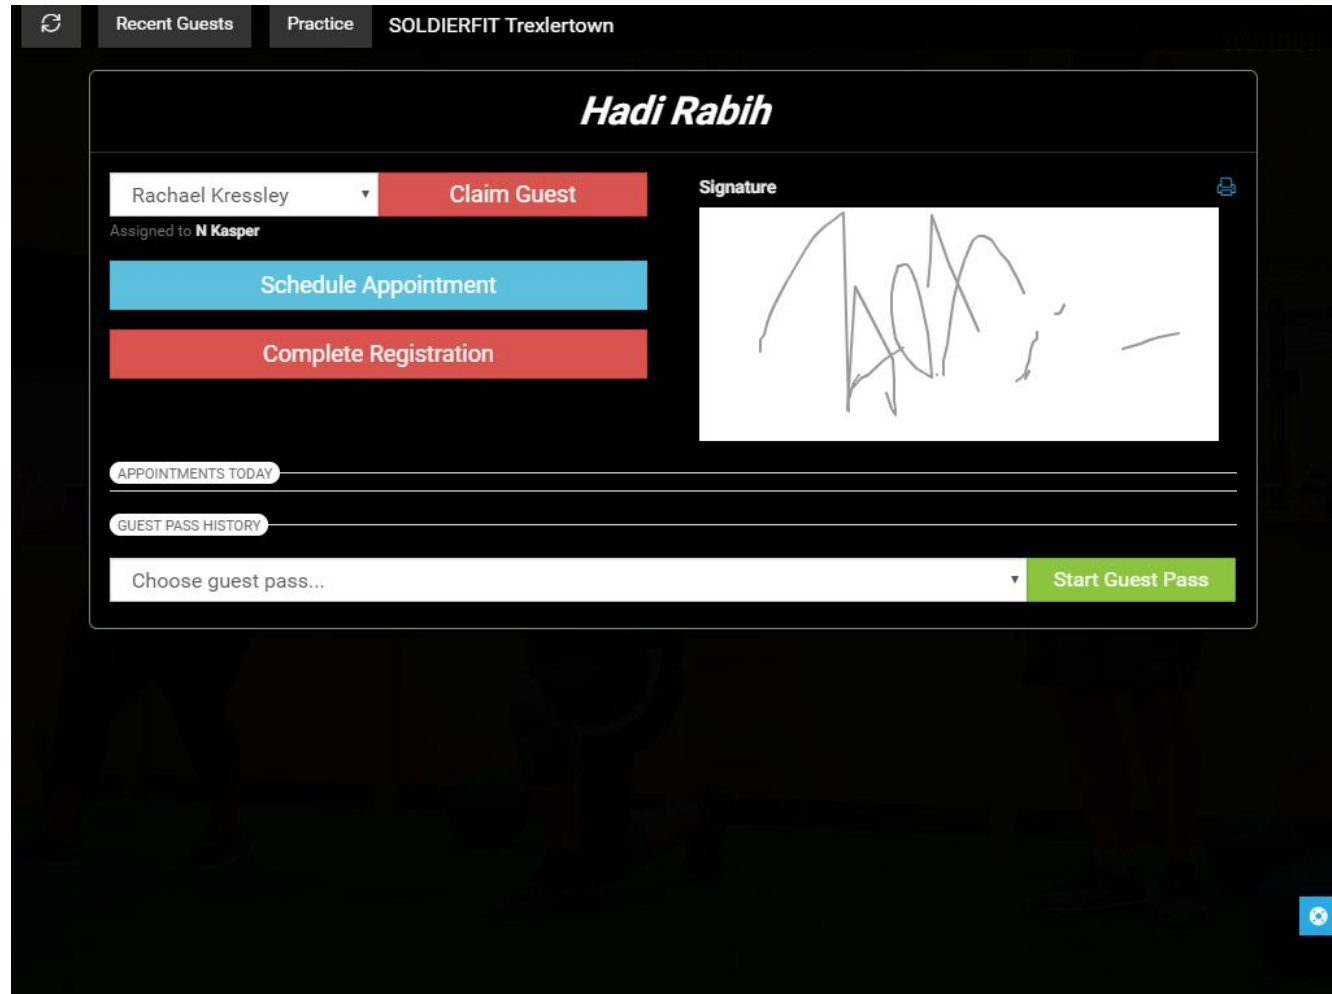 Recent Guests Practice SOLDIERFIT Trexlertown
Hadi Rabih
Rachael Kressley Claim Guest
Assigned to N Kasper
Schedule Appointment
Complete Registration
Signature
APPOINTMENTS TODAY
GUEST PASS HISTORY
Choose guest pass... Start Guest Pass